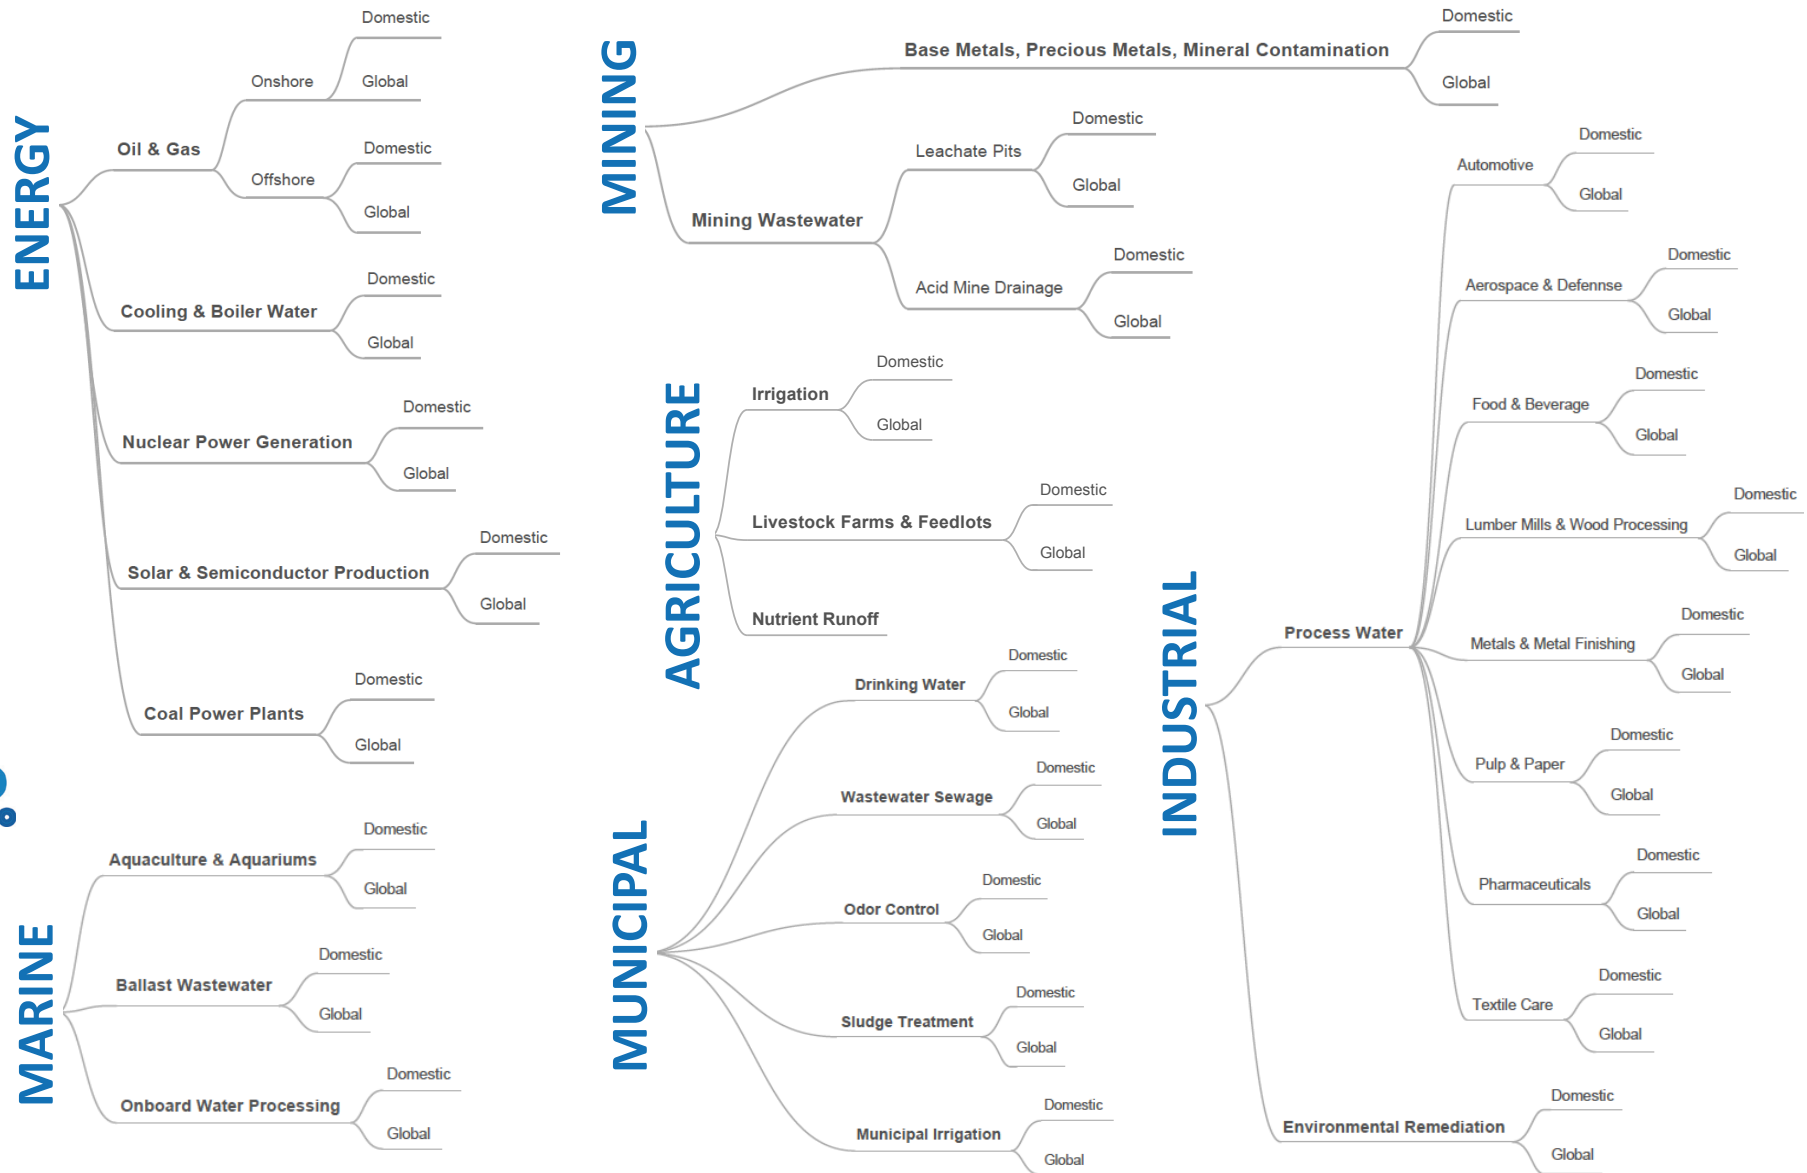 ENERGY
Oil & Gas
Onshore
Domestic
Global
Offshore
Domestic
Global
Cooling & Boiler Water
Domestic
Global
Nuclear Power Generation
Domestic
Global
Solar & Semiconductor Production
Domestic
Global
Coal Power Plants
Domestic
Global
MARINE
Aquaculture & Aquariums
Domestic
Global
Ballast Wastewater
Domestic
Global
Onboard Water Processing
Domestic
Global
MINING
Base Metals, Precious Metals, Mineral Contamination
Domestic
Global
Mining Wastewater
Leachate Pits
Domestic
Global
Acid Mine Drainage
Domestic
Global
AGRICULTURE
Irrigation
Domestic
Global
Livestock Farms & Feedlots
Domestic
Global
Nutrient Runoff
MUNICIPAL
Drinking Water
Domestic
Global
Wastewater Sewage
Domestic
Global
Odor Control
Domestic
Global
Sludge Treatment
Domestic
Global
Municipal Irrigation
Domestic
Global
INDUSTRIAL
Process Water
Automotive
Domestic
Global
Aerospace & Defennse
Domestic
Global
Food & Beverage
Domestic
Global
Lumber Mills & Wood Processing
Domestic
Global
Metals & Metal Finishing
Domestic
Global
Pulp & Paper
Domestic
Global
Pharmaceuticals
Domestic
Global
Textile Care
Domestic
Global
Environmental Remediation
Domestic
Global